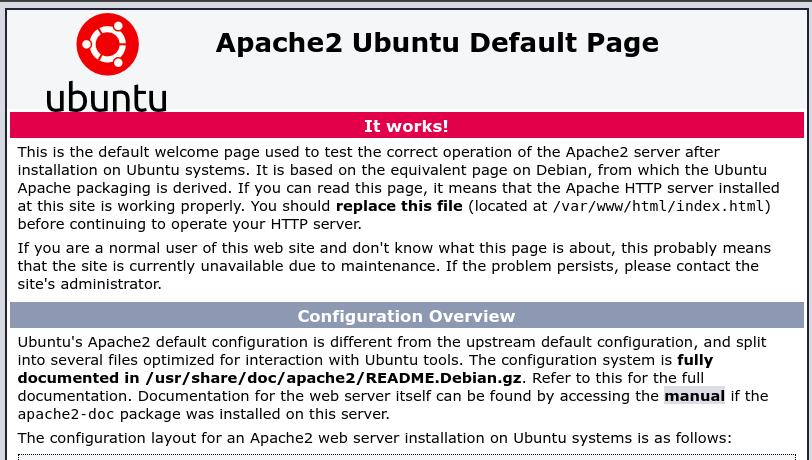 Apache2 Ubuntu Default Page
ubuntu
It works!
This is the default welcome page used to test the correct operation of the Apache2 server after
installation on Ubuntu systems. It is based on the equivalent page on Debian, from which the Ubuntu
Apache packaging is derived. If you can read this page, it means that the Apache HTTP server installed
at this site is working properly. You should replace this file (located at /var/www/html/index.html)
before continuing to operate your HTTP server.
If you are a normal user of this web site and don't know what this page is about, this probably means
that the site is currently unavailable due to maintenance. If the problem persists, please contact the
site's administrator.
Configuration Overview
Ubuntu's Apache2 default configuration is different from the upstream default configuration, and split
into several files optimized for interaction with Ubuntu tools. The configuration system is fully
documented in /usr/share/doc/apache2/README.Debian.gz. Refer to this for the full
documentation. Documentation for the web server itself can be found by accessing the manual if the
apache2-doc package was installed on this server.
The configuration layout for an Apache2 web server installation on Ubuntu systems is as follows: